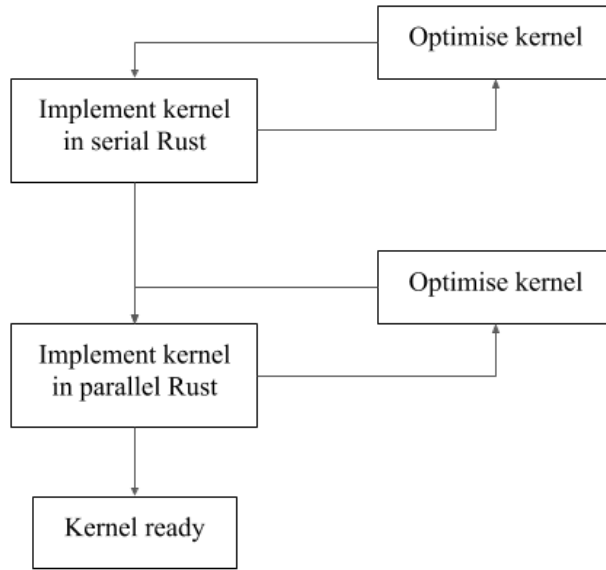 Optimise kernel
Implement kernel
in serial Rust
Optimise kernel
Implement kernel
in parallel Rust
Kernel ready